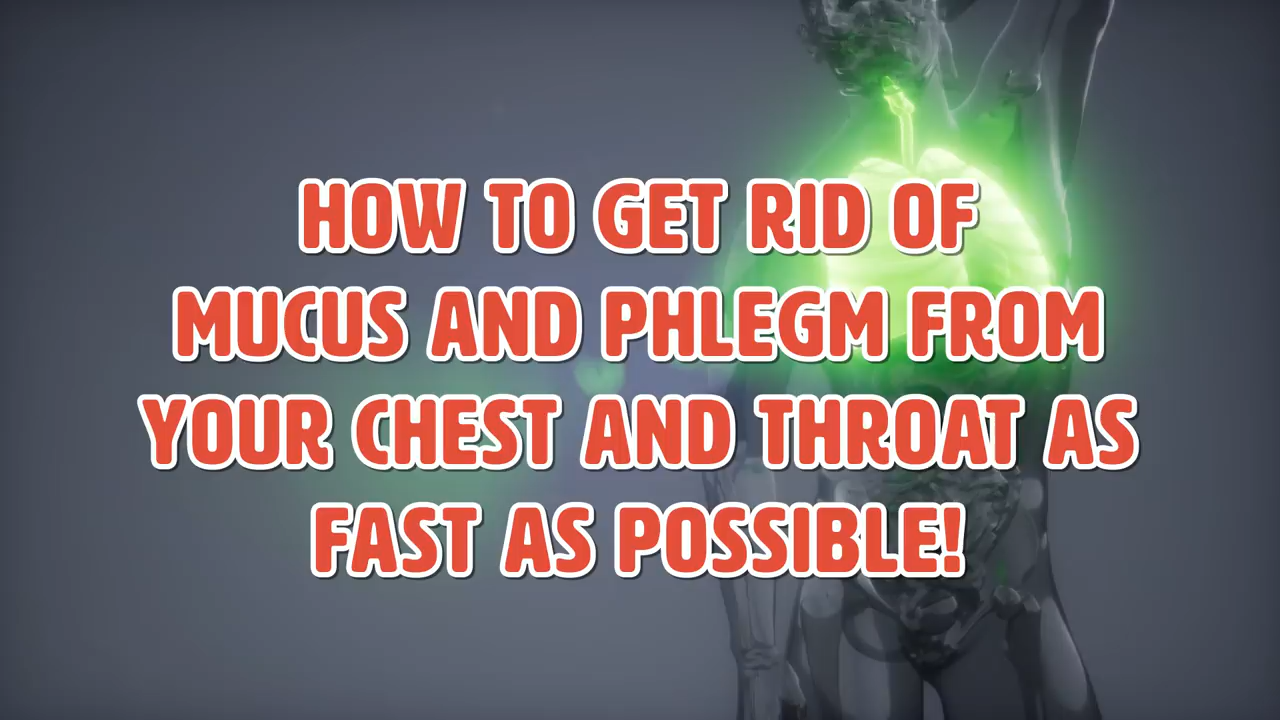 HOW TO GET RID OF
MUCUS AND PHLEGM FROM
YOUR CHEST AND THROAT AS
FAST AS POSSIBLE!